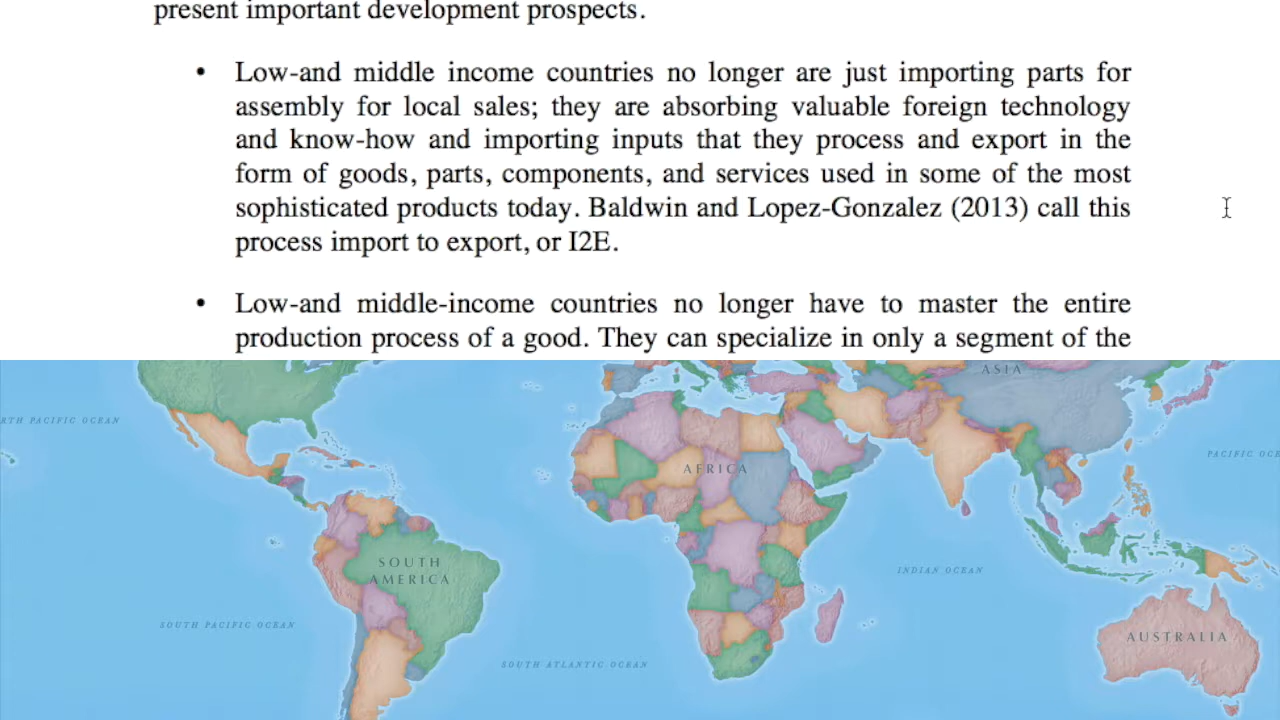 present important development prospects.
• Low-and middle income countries no longer are just importing parts for
assembly for local sales; they are absorbing valuable foreign technology
and know-how and importing inputs that they process and export in the
form of goods, parts, components, and services used in some of the most
sophisticated products today. Baldwin and Lopez-Gonzalez (2013) call this
process import to export, or I2E.
• Low-and middle-income countries no longer have to master the entire
production process of a good. They can specialize in only a segment of the
ASIA
RTH PACIFIC OCEAN
PACIFIC OCE
AFRICA
SOUTH
AMERICA
INDIAN OCEAN
SOUTH PACIFIC OCEAN
AUSTRALIA
SOUTH ATLANTIC OCEAN